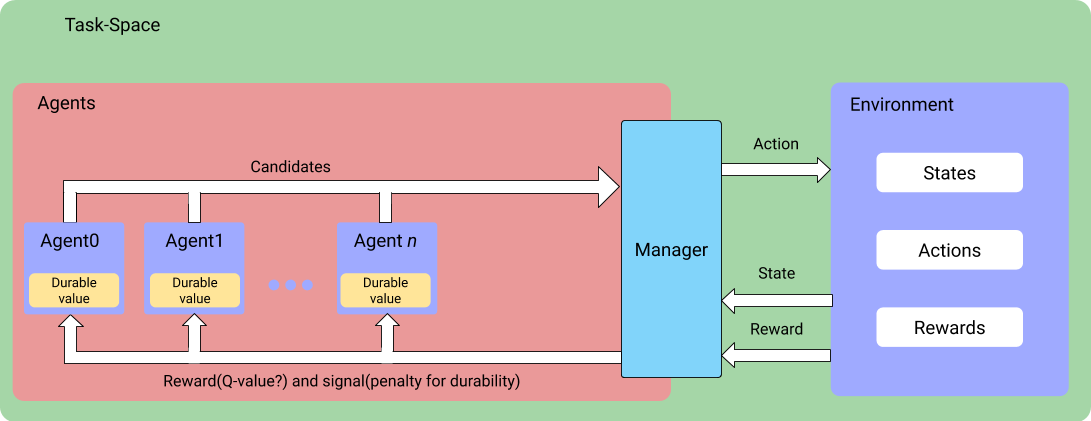 Task-Space
Agents
Environment
Candidates
Action
States
Agent0
Agent1
Agent n
Manager
Actions
Durable
value
Durable
value
Durable
value
State
Reward
Rewards
Reward(Q-value?) and signal(penalty for durability)